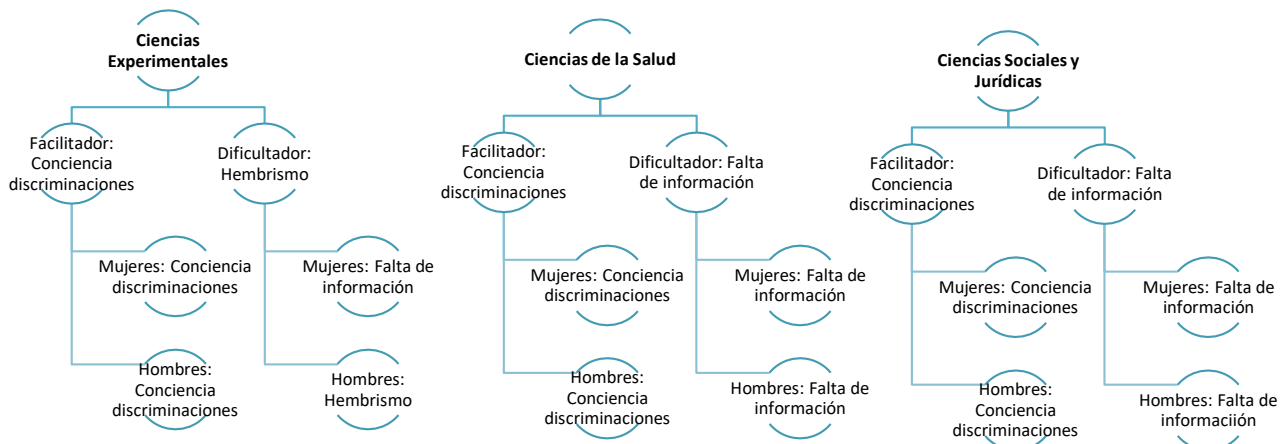 Ciencias
Experimentales
Facilitador:
Conciencia
discriminaciones
Dificultador:
Hembrismo
Mujeres: Conciencia
discriminaciones
Mujeres: Falta de
información
Hombres:
Conciencia
discriminaciones
Hombres:
Hembrismo
Ciencias de la Salud
Facilitador:
Conciencia
discriminaciones
Dificultador: Falta
de información
Mujeres: Conciencia
discriminaciones
Mujeres: Falta de
información
Hombres:
Conciencia
discriminaciones
Hombres: Falta de
información
Ciencias Sociales y
Jurídicas
Facilitador:
Conciencia
discriminaciones
Dificultador: Falta
de información
Mujeres: Conciencia
discriminaciones
Mujeres: Falta de
información
Hombres:
Conciencia
discriminaciones
Hombres: Falta de
informaciión